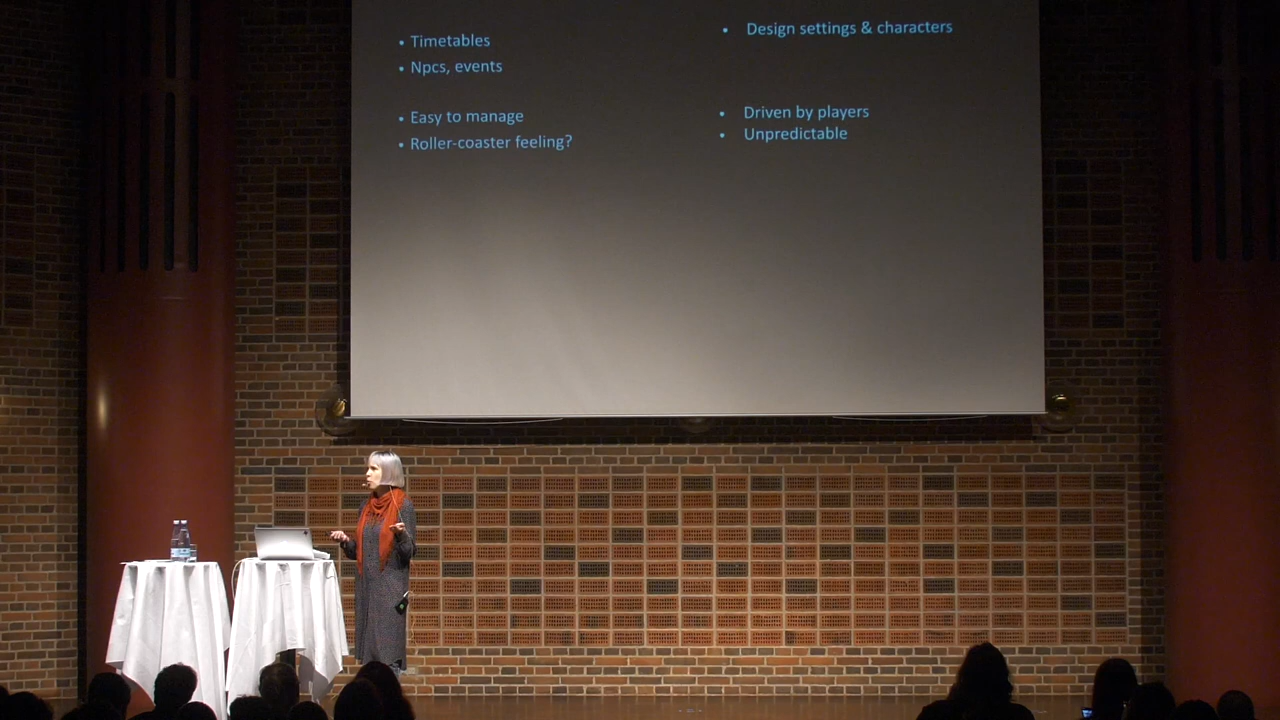 • Timetables
• Npcs, events
• Easy to manage
• Roller-coaster feeling?
• Design settings & characters
• Driven by players
• Unpredictable